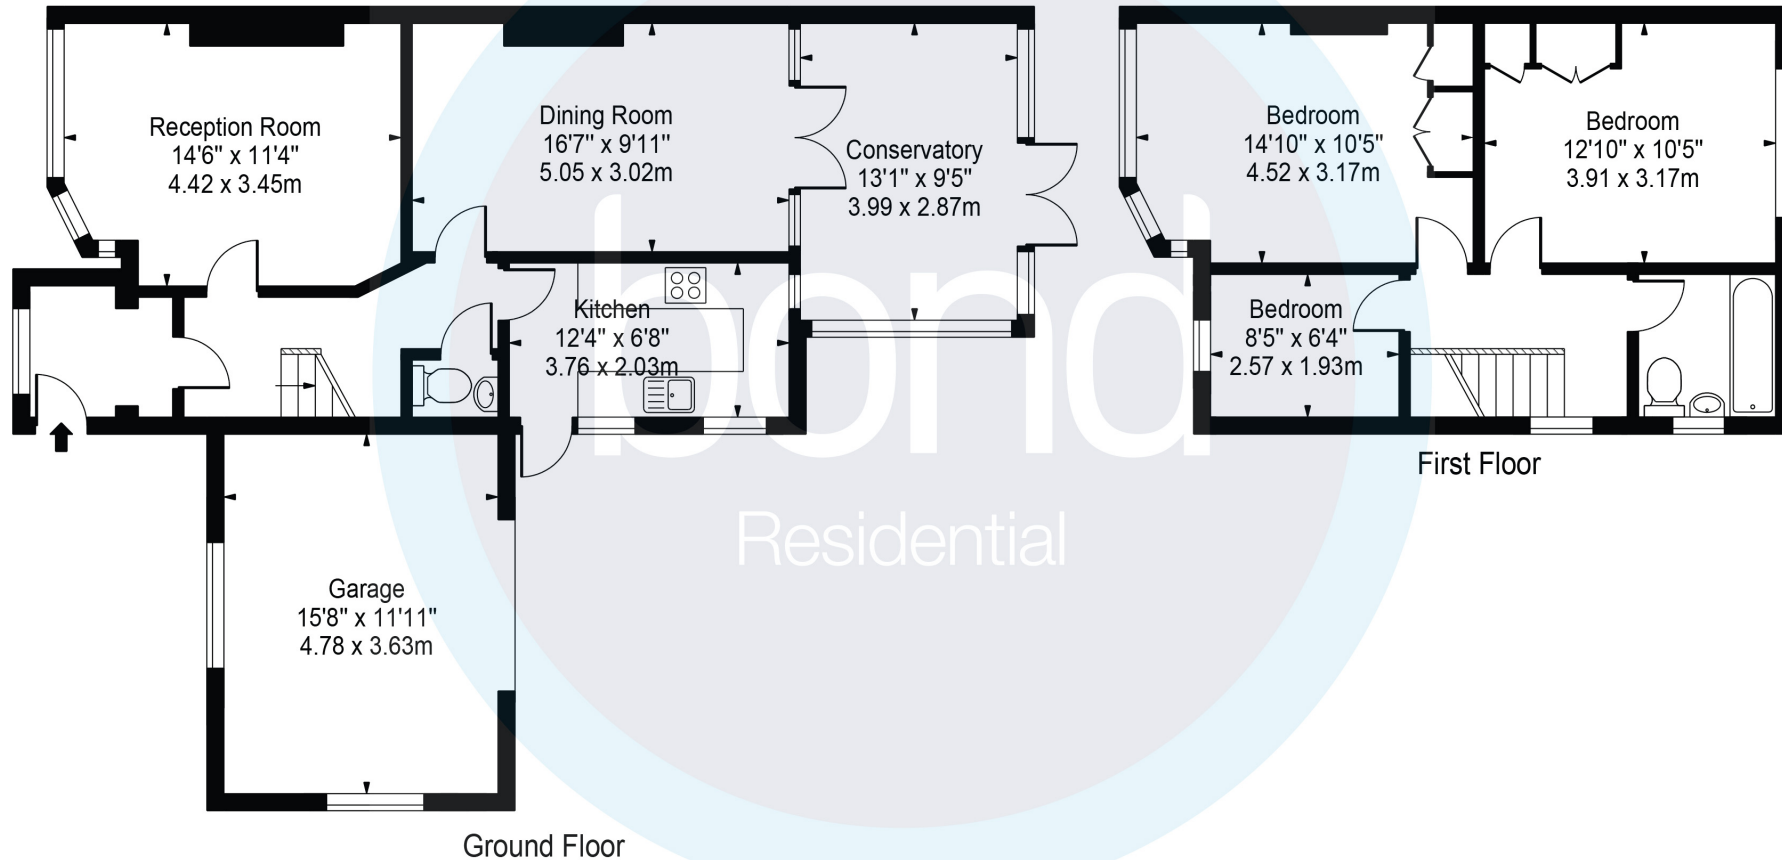 Reception Room
14'6" x 11'4"
4.42 x 3.45m
Dining Room
16'7" x 9'11"
5.05 x 3.02m
Conservatory
13'1" x 9'5"
3.99 x 2.87m
Kitchen
12'4" x 6'8"
3.76 x 2.03m
Garage
15'8" x 11'11"
4.78 x 3.63m
Ground Floor
Bedroom
14'10" x 10'5"
4.52 x 3.17m
Bedroom
12'10" x 10'5"
3.91 x 3.17m
Bedroom
8'5" x 6'4"
2.57 x 1.93m
First Floor
bond
Residential